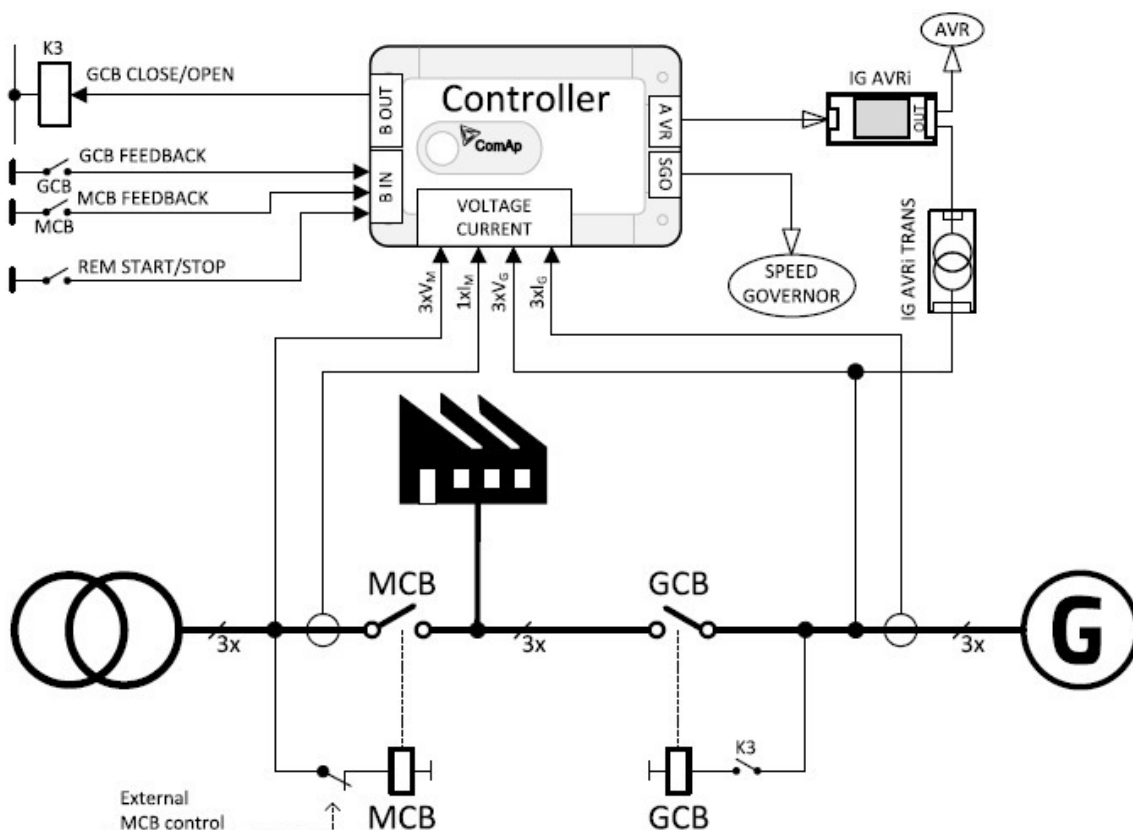 K3
GCB CLOSE/OPEN
GCB FEEDBACK
GCB
MCB FEEDBACK
MCB
REM START/STOP
B OUT
B IN
Controller
ComAp
VOLTAGE
CURRENT
A VR
SGO
IG AVRi
OUT
AVR
IG AVRi TRANS
SPEED
GOVERNOR
3xVM
1xIM
3xVG
3xIG
MCB
GCB
3x
3x
3x
G
K3
External
MCB control
MCB
GCB